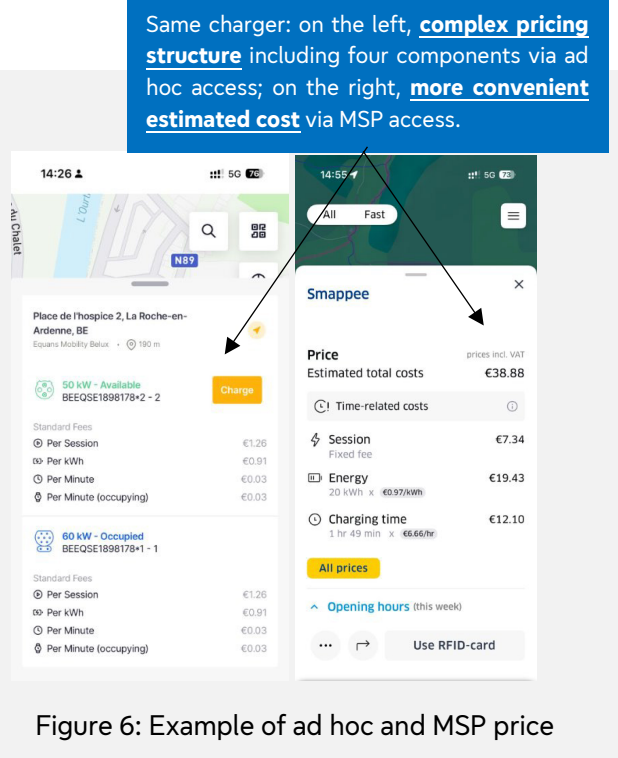 Same charger: on the left, complex pricing
structure including four components via ad
hoc access; on the right, more convenient
estimated cost via MSP access.
14:26
5G 76
du Chalet
L'Ourt
N89
Place de l'hospice 2, La Roche-en-
Ardenne, BE
Equans Mobility Belux • 190 m
50 kW - Available
BEEQSE1898178*2 - 2
Charge
Standard Fees
Per Session €1.26
Per kWh €0.91
Per Minute €0.03
Per Minute (occupying) €0.03
60 kW - Occupied
BEEQSE1898178*1 - 1
Standard Fees
Per Session €1.26
Per kWh €0.91
Per Minute €0.03
Per Minute (occupying) €0.03
14:55
5G 73
All Fast
Smappee
Price prices incl. VAT
Estimated total costs €38.88
Time-related costs
Session €7.34
Fixed fee
Energy €19.43
20 kWh x €0.97/kWh
Charging time €12.10
1 hr 49 min x €6.66/hr
All prices
Opening hours (this week)
Use RFID-card
Figure 6: Example of ad hoc and MSP price